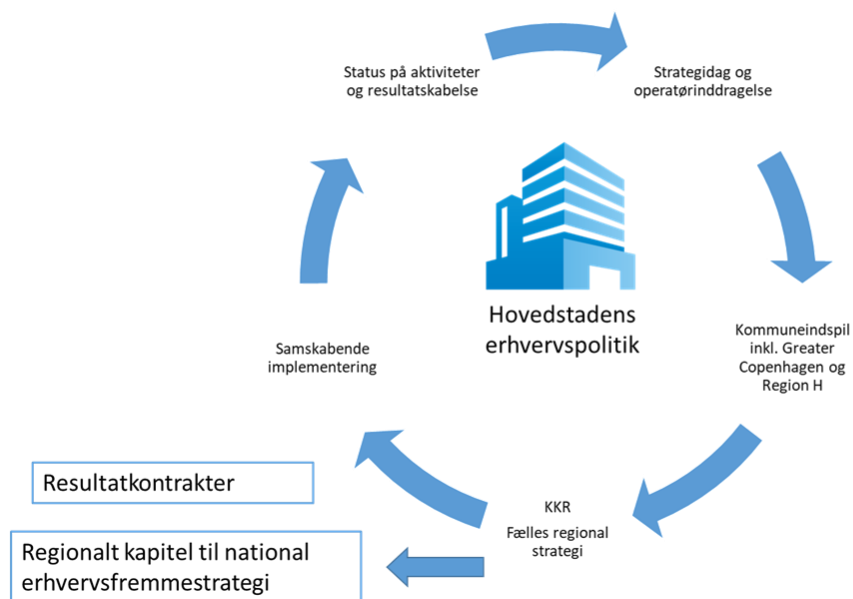 Status på aktiviteter
og resultatskabelse
Strategidag og
operatørinddragelse
Hovedstadens
erhvervspolitik
Kommuneindspil
inkl. Greater
Copenhagen og
Region H
Samskabende
implementering
Resultatkontrakter
KKR
Fælles regional
strategi
Regionalt kapitel til national
erhvervsfremmestrategi